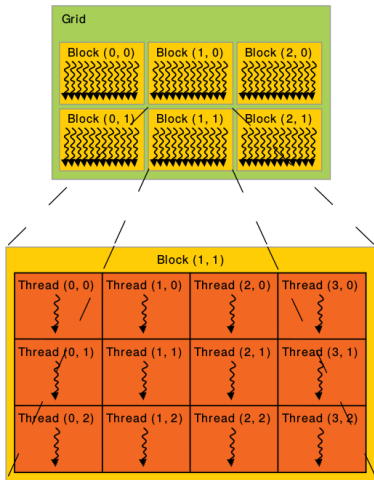 Grid
Block (0, 0) Block (1, 0) Block (2, 0)
Block (0, 1) Block (1, 1) Block (2, 1)
Block (1, 1)
Thread (0, 0) Thread (1, 0) Thread (2, 0) Thread (3, 0)
Thread (0, 1) Thread (1, 1) Thread (2, 1) Thread (3, 1)
Thread (0, 2) Thread (1, 2) Thread (2, 2) Thread (3, 2)